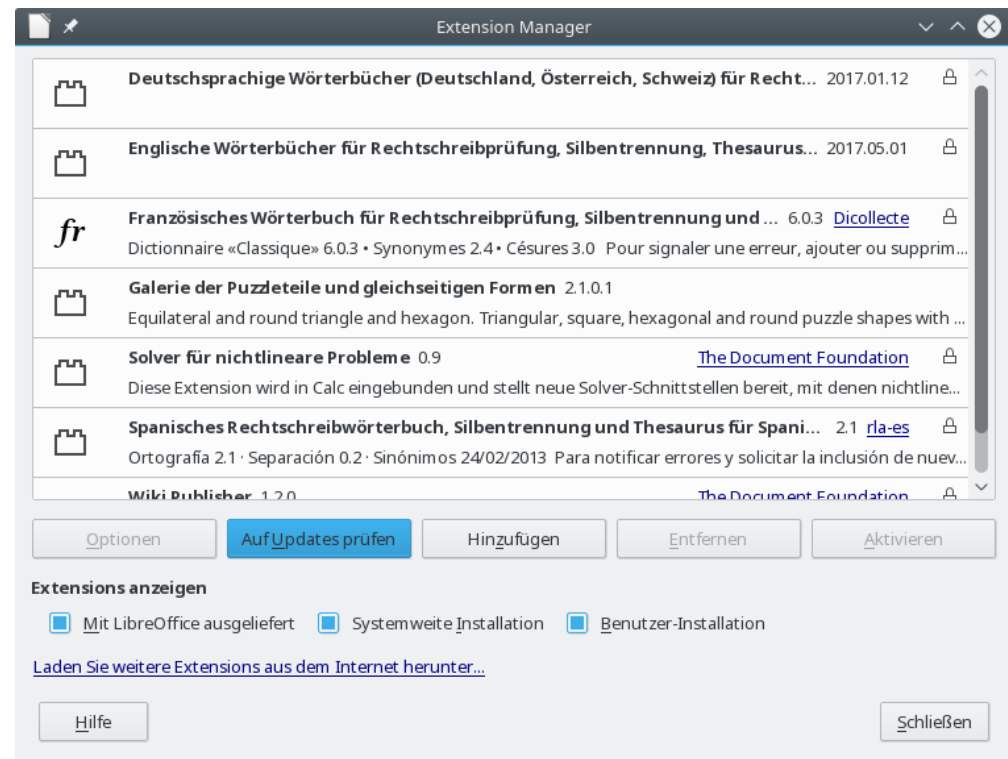 Extension Manager
Deutschsprachige Wörterbücher (Deutschland, Österreich, Schweiz) für Recht... 2017.01.12
Englische Wörterbücher für Rechtschreibprüfung, Silbentrennung, Thesaurus... 2017.05.01
fr
Französisches Wörterbuch für Rechtschreibprüfung, Silbentrennung und ... 6.0.3 Dicollecte
Dictionnaire «Classique» 6.0.3 • Synonymes 2.4 • Césures 3.0 Pour signaler une erreur, ajouter ou supprim...
Galerie der Puzzleteile und gleichseitigen Formen 2.1.0.1
Equilateral and round triangle and hexagon. Triangular, square, hexagonal and round puzzle shapes with ...
Solver für nichtlineare Probleme 0.9 The Document Foundation
Diese Extension wird in Calc eingebunden und stellt neue Solver-Schnittstellen bereit, mit denen nichtline...
Spanisches Rechtschreibwörterbuch, Silbentrennung und Thesaurus für Spani... 2.1 rla-es
Ortografía 2.1 · Separación 0.2 · Sinónimos 24/02/2013 Para notificar errores y solicitar la inclusión de nuev...
Wiki Publisher 1.2.0 The Document Foundation
Optionen Auf Updates prüfen Hinzufügen Entfernen Aktivieren
Extensions anzeigen
Mit LibreOffice ausgeliefert Systemweite Installation Benutzer-Installation
Laden Sie weitere Extensions aus dem Internet herunter...
Hilfe Schließen